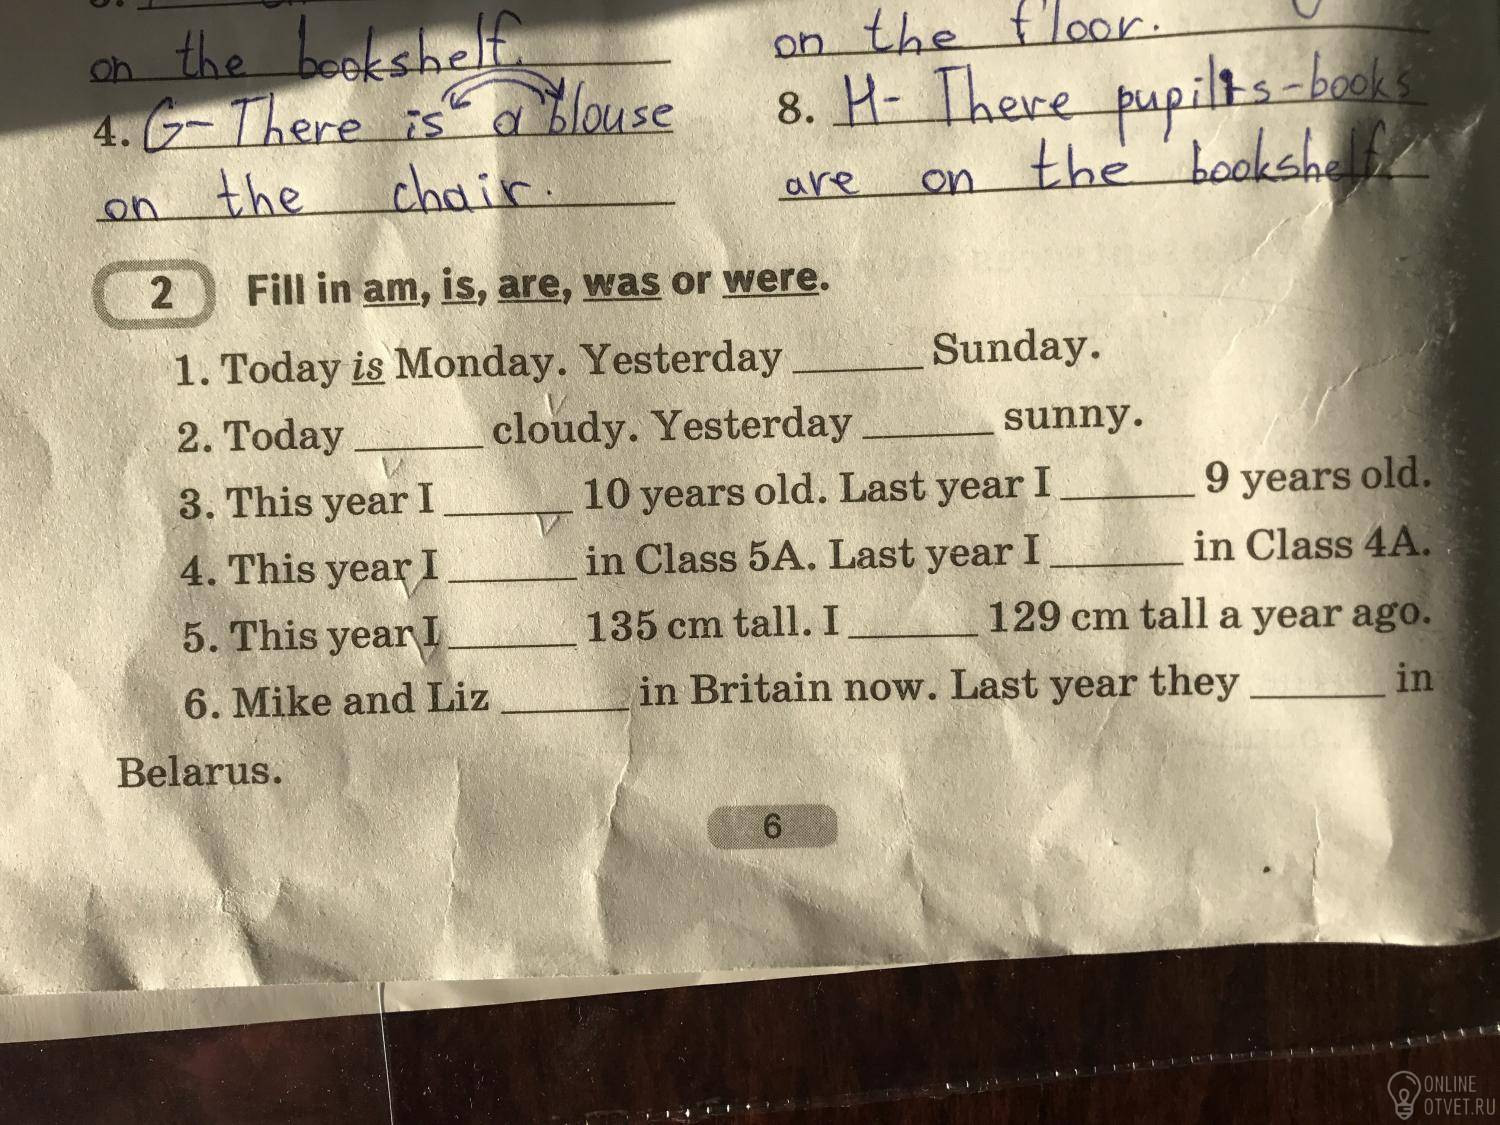 on the bookshelf.
on the floor.
4. G- There is a blouse
on the chair.
8. H- There pupils-books
are on the bookshelf.
2 Fill in am, is, are, was or were.
1. Today is Monday. Yesterday ______ Sunday.
2. Today ______ cloudy. Yesterday ______ sunny.
3. This year I ______ 10 years old. Last year I ______ 9 years old.
4. This year I ______ in Class 5A. Last year I ______ in Class 4A.
5. This year I ______ 135 cm tall. I ______ 129 cm tall a year ago.
6. Mike and Liz ______ in Britain now. Last year they ______ in
Belarus.
6
ONLINE
OTVET.RU